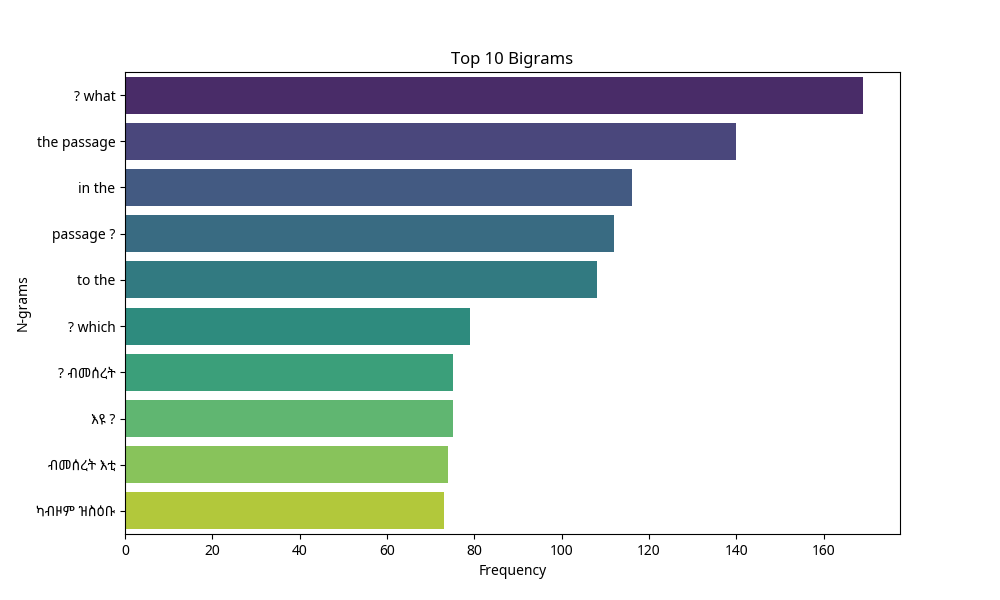 Top 10 Bigrams
N-grams
? what
the passage
in the
passage ?
to the
? which
? ብመሰረት
እዩ ?
ብመሰረት እቲ
ካብዞም ዝስዕቡ
0 20 40 60 80 100 120 140 160
Frequency